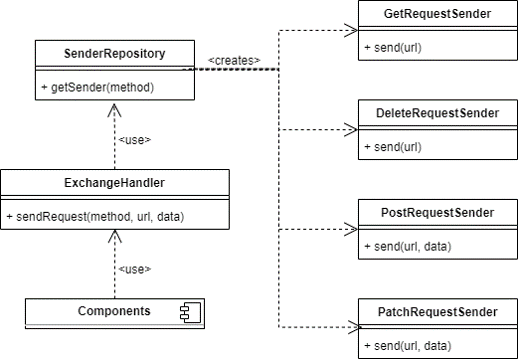 GetRequestSender
+ send(url)
SenderRepository
<creates>
+ getSender(method)
DeleteRequestSender
+ send(url)
<use>
ExchangeHandler
+ sendRequest(method, url, data)
PostRequestSender
+ send(url, data)
<use>
Components
PatchRequestSender
+ send(url, data)